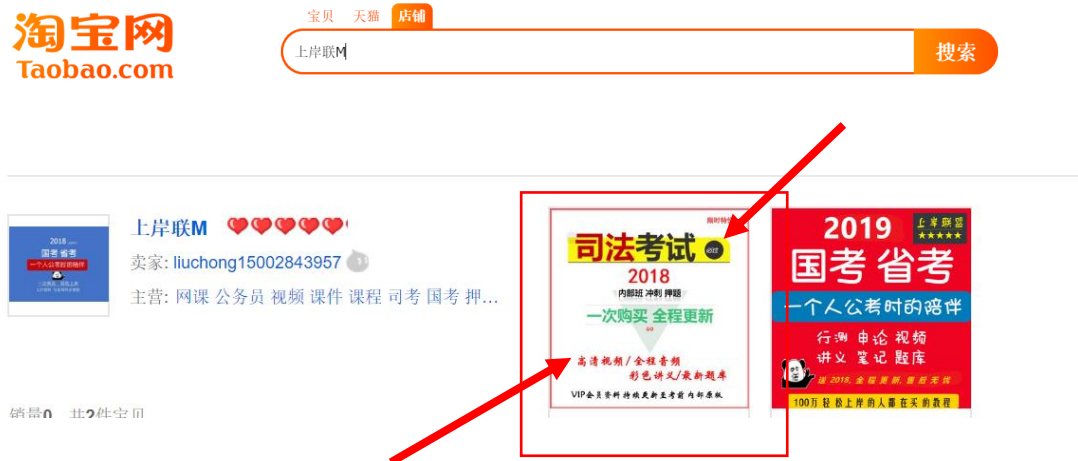 淘宝网
Taobao.com
宝贝 天猫 店铺
上岸联M
搜索
上岸联M
卖家: liuchong15002843957
主营: 网课 公务员 视频 课件 课程 司考 国考 押...
销量0 共2件宝贝
2018
国考 省考
一个人公考时的陪伴
司法考试
2018
内部班 冲刺 押题
一次购买 全程更新
GO
高清视频/全程音频
彩色讲义/最新题库
VIP会员资料持续更新至考前内部原版
2019
上岸联盟
★★★★★
国考 省考
一个人公考时的陪伴
行测 申论 视频
讲义 笔记 题库
送 2018, 全程更新, 售后无忧
100万轻松上岸的人都在买的教程